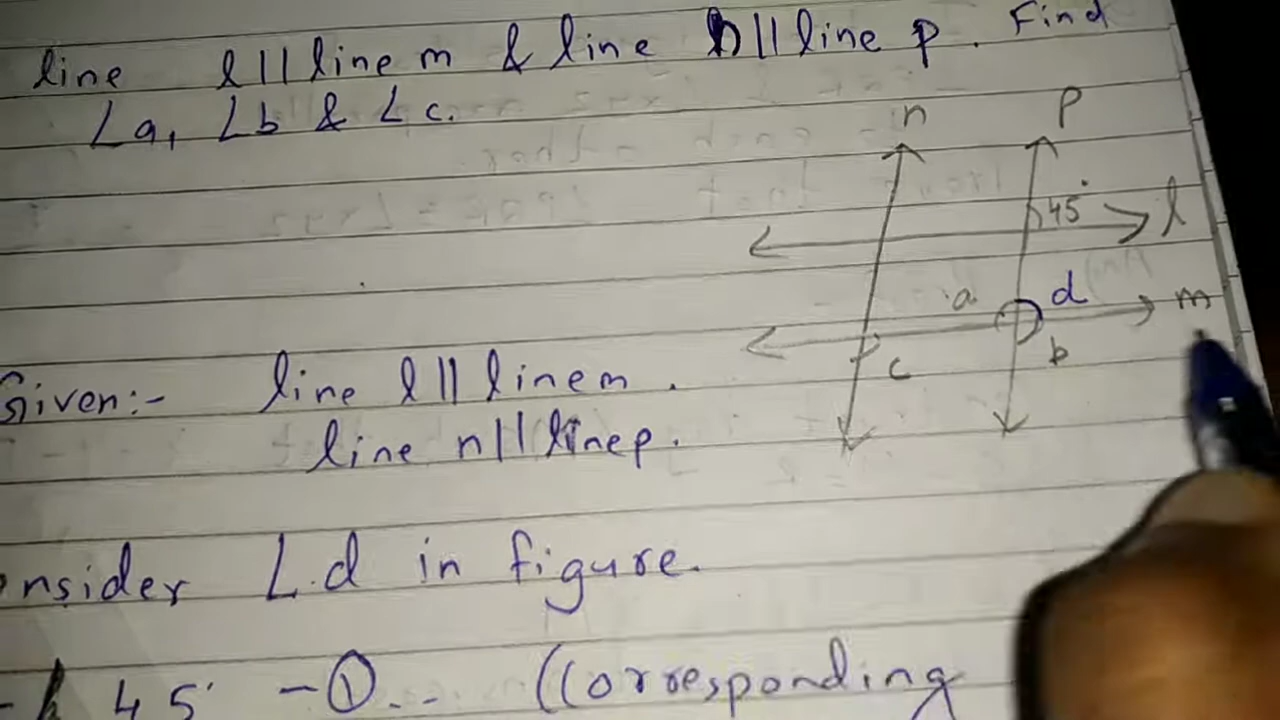 line l || line m & line n || line p. Find
∠a, ∠b & ∠c.
n
p
45°
l
a
d
m
c
b
Given:- line l || line m.
line n || line p.
nsider ∠d in figure.
45° -①.. (Corresponding